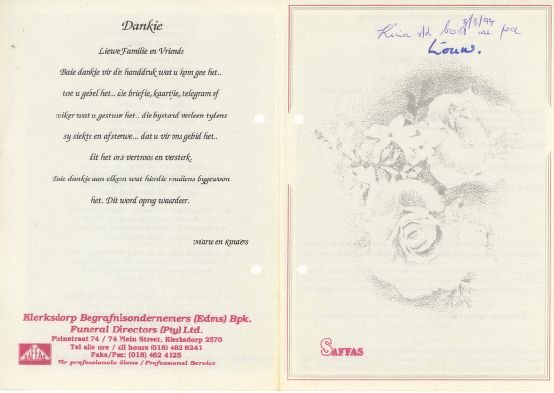 Dankie
Liewe Familie en Vriende
Baie dankie vir die handdruk wat u kom gee het..
toe u gebel het.. die briefie, kaartjie, telegram of
wiker wat u gestuur het.. die bystand verleen tydens
sy siekte en afsterwe... dat u vir ons gebid het..
dit het ons vertroos en versterk.
Baie dankie aan elkeen wat hierdie rudiens bygewoon
het. Dit word opreg waardeer.
Marie en Kinders
Klerksdorp Begrafnisondernemers (Edms) Bpk.
Funeral Directors (Pty) Ltd.
Pleinstraat 74 / 74 Plein Street, Klerksdorp 2570
Tel alle ure / all hours (018) 462 8241
Faks/Fax: (018) 462 4125
Vir professionele diens / Professional Service
SAFFAS
8/3/94
pa
Louw.
SAFFAS